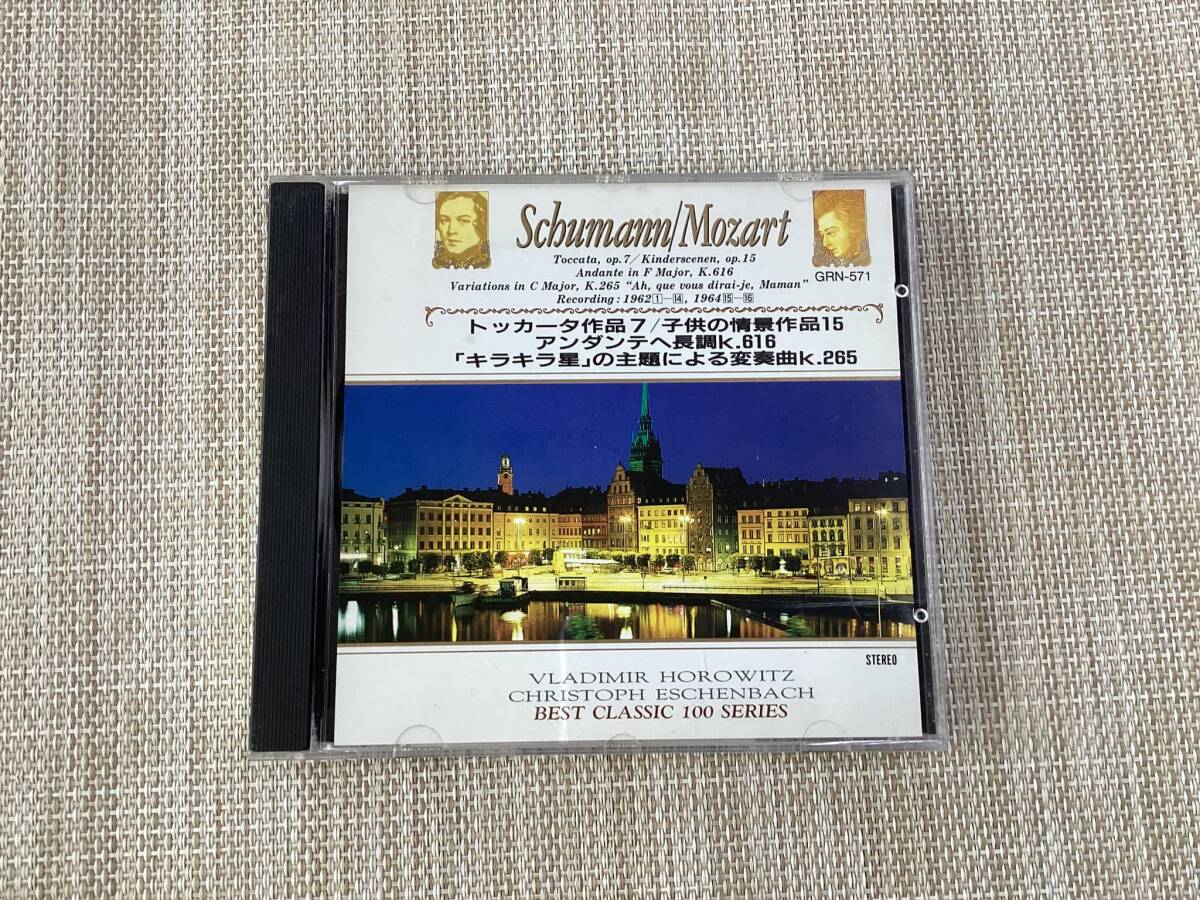 Schumann/Mozart
Toccata, op.7/Kinderscenen, op.15
Andante in F Major, K.616
GRN-571
Variations in C Major, K.265 "Ah, que vous dirai-je, Maman"
Recording: 1962①-⑭, 1964⑮-⑯
トッカータ作品7/子供の情景作品15
アンダンテヘ長調k.616
「キラキラ星」の主題による変奏曲k.265
STEREO
VLADIMIR HOROWITZ
CHRISTOPH ESCHENBACH
BEST CLASSIC 100 SERIES